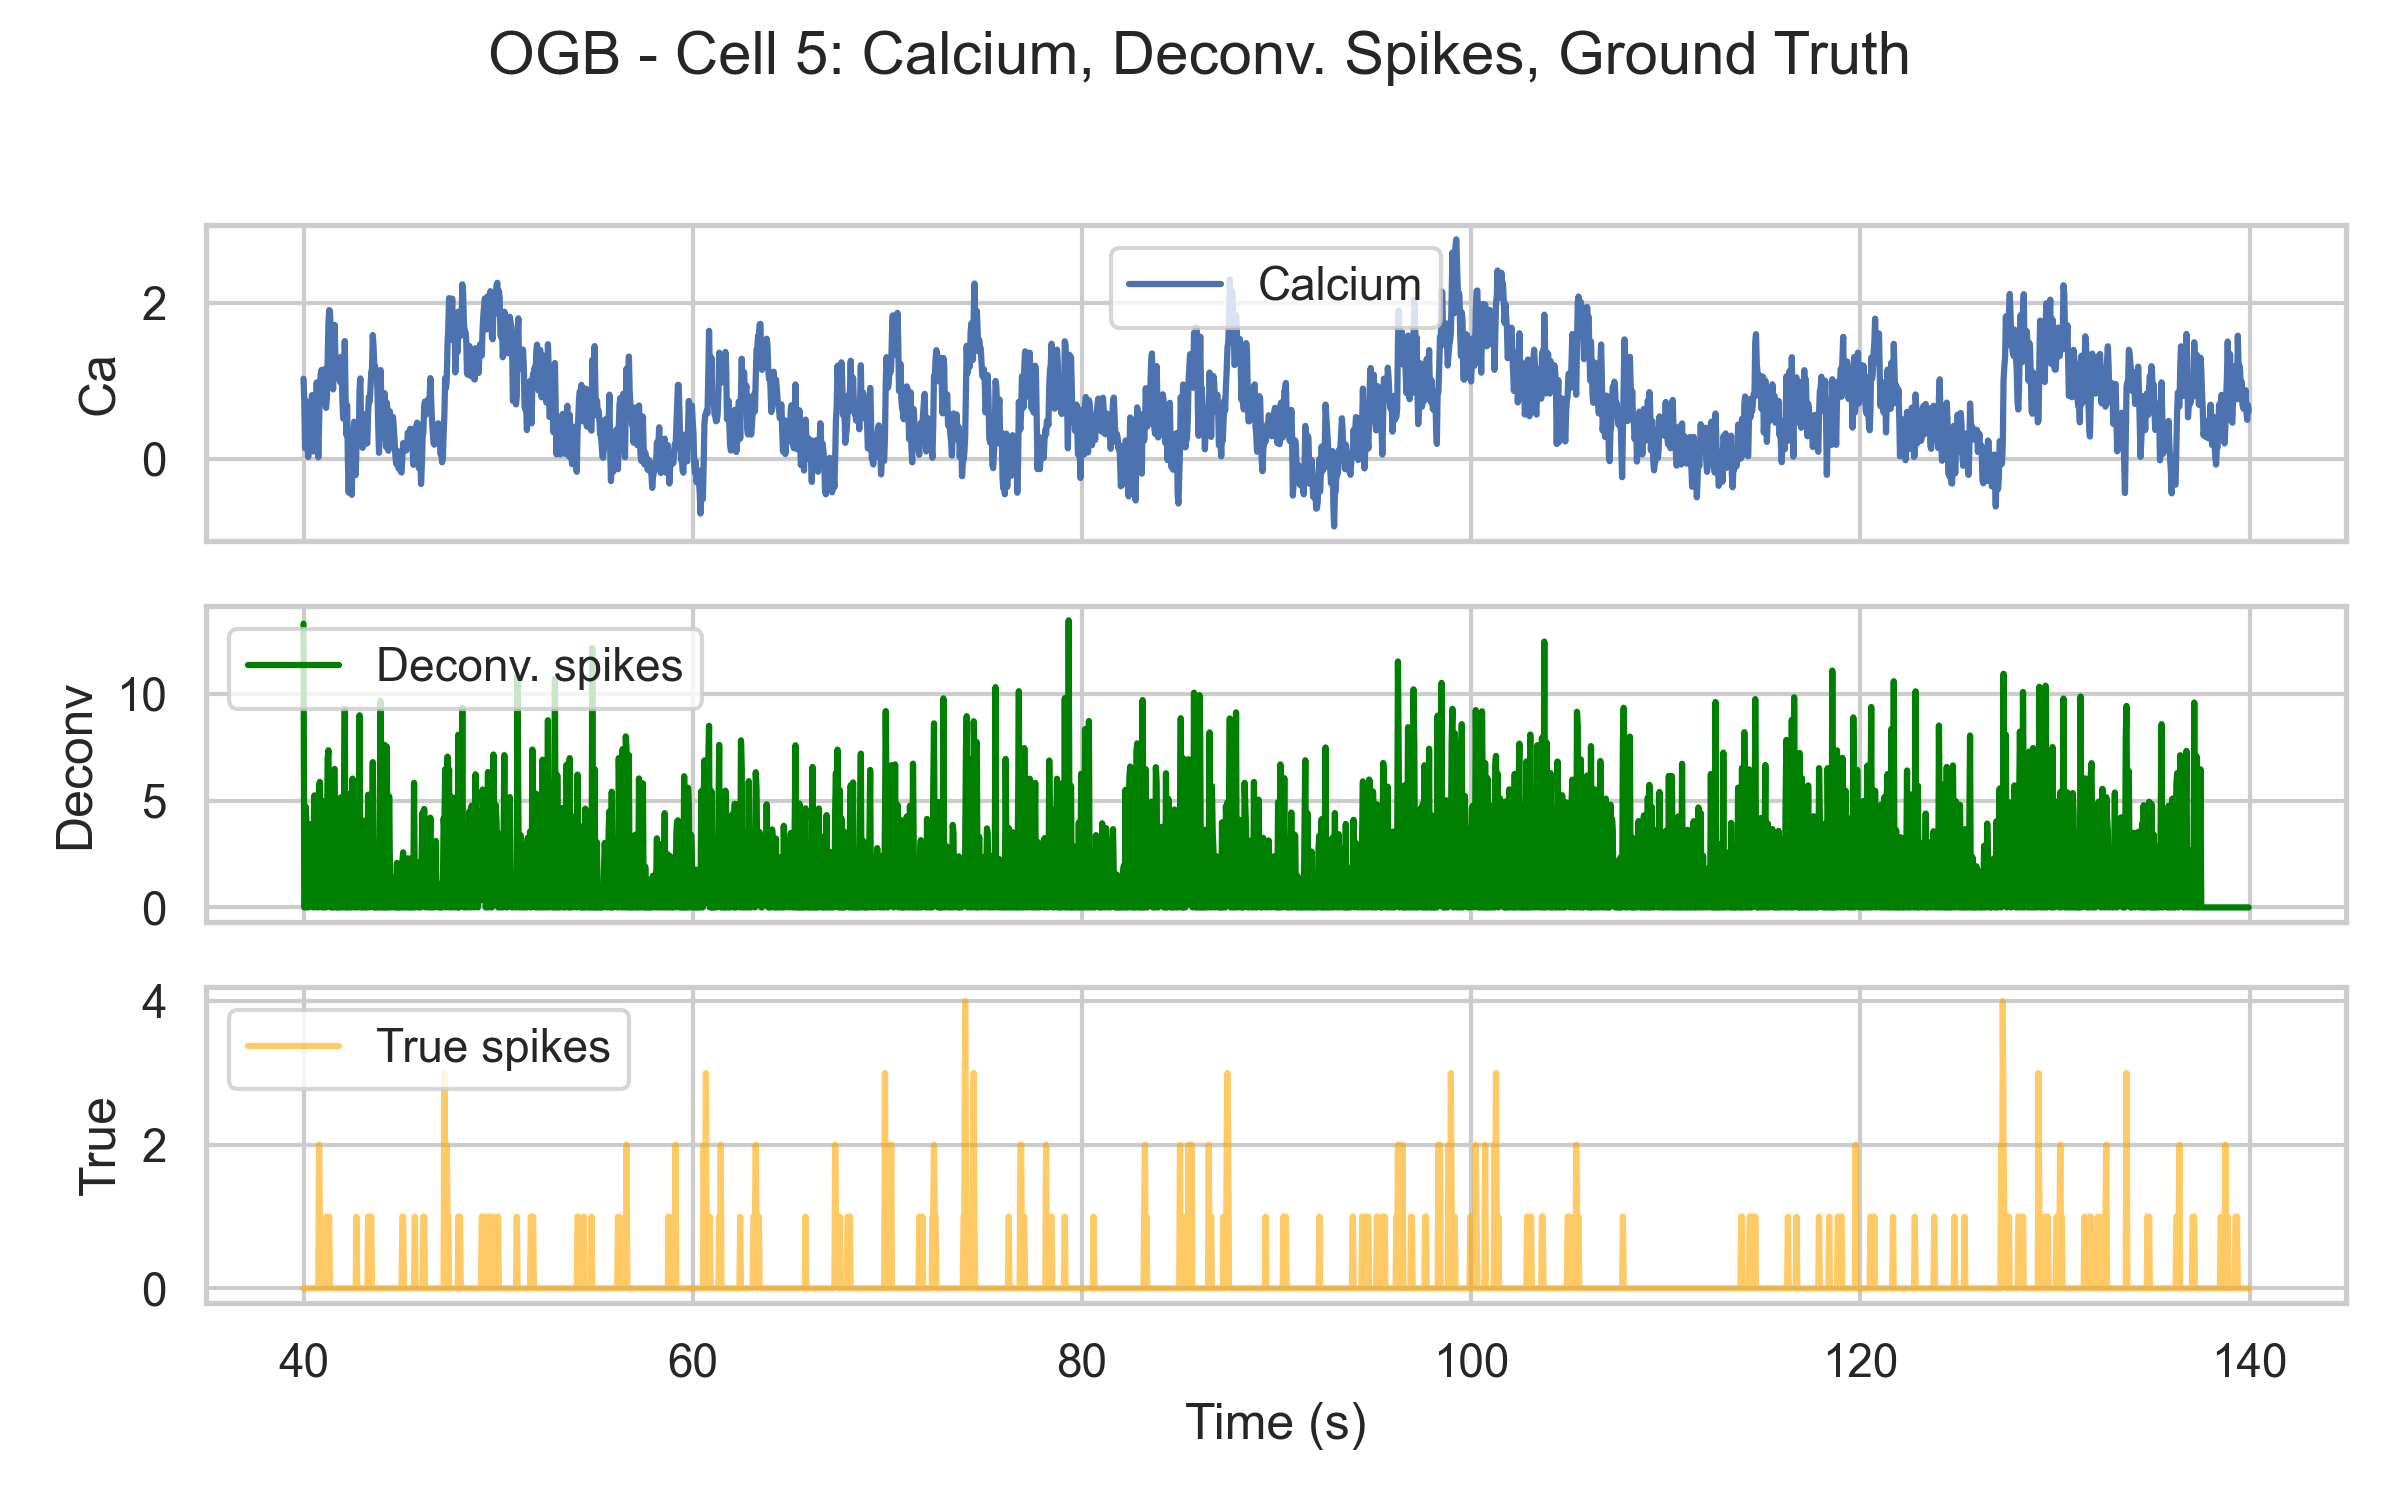 OGB - Cell 5: Calcium, Deconv. Spikes, Ground Truth
Ca
2
0
Calcium
Deconv
10
5
0
Deconv. spikes
True
4
2
0
True spikes
40 60 80 100 120 140
Time (s)